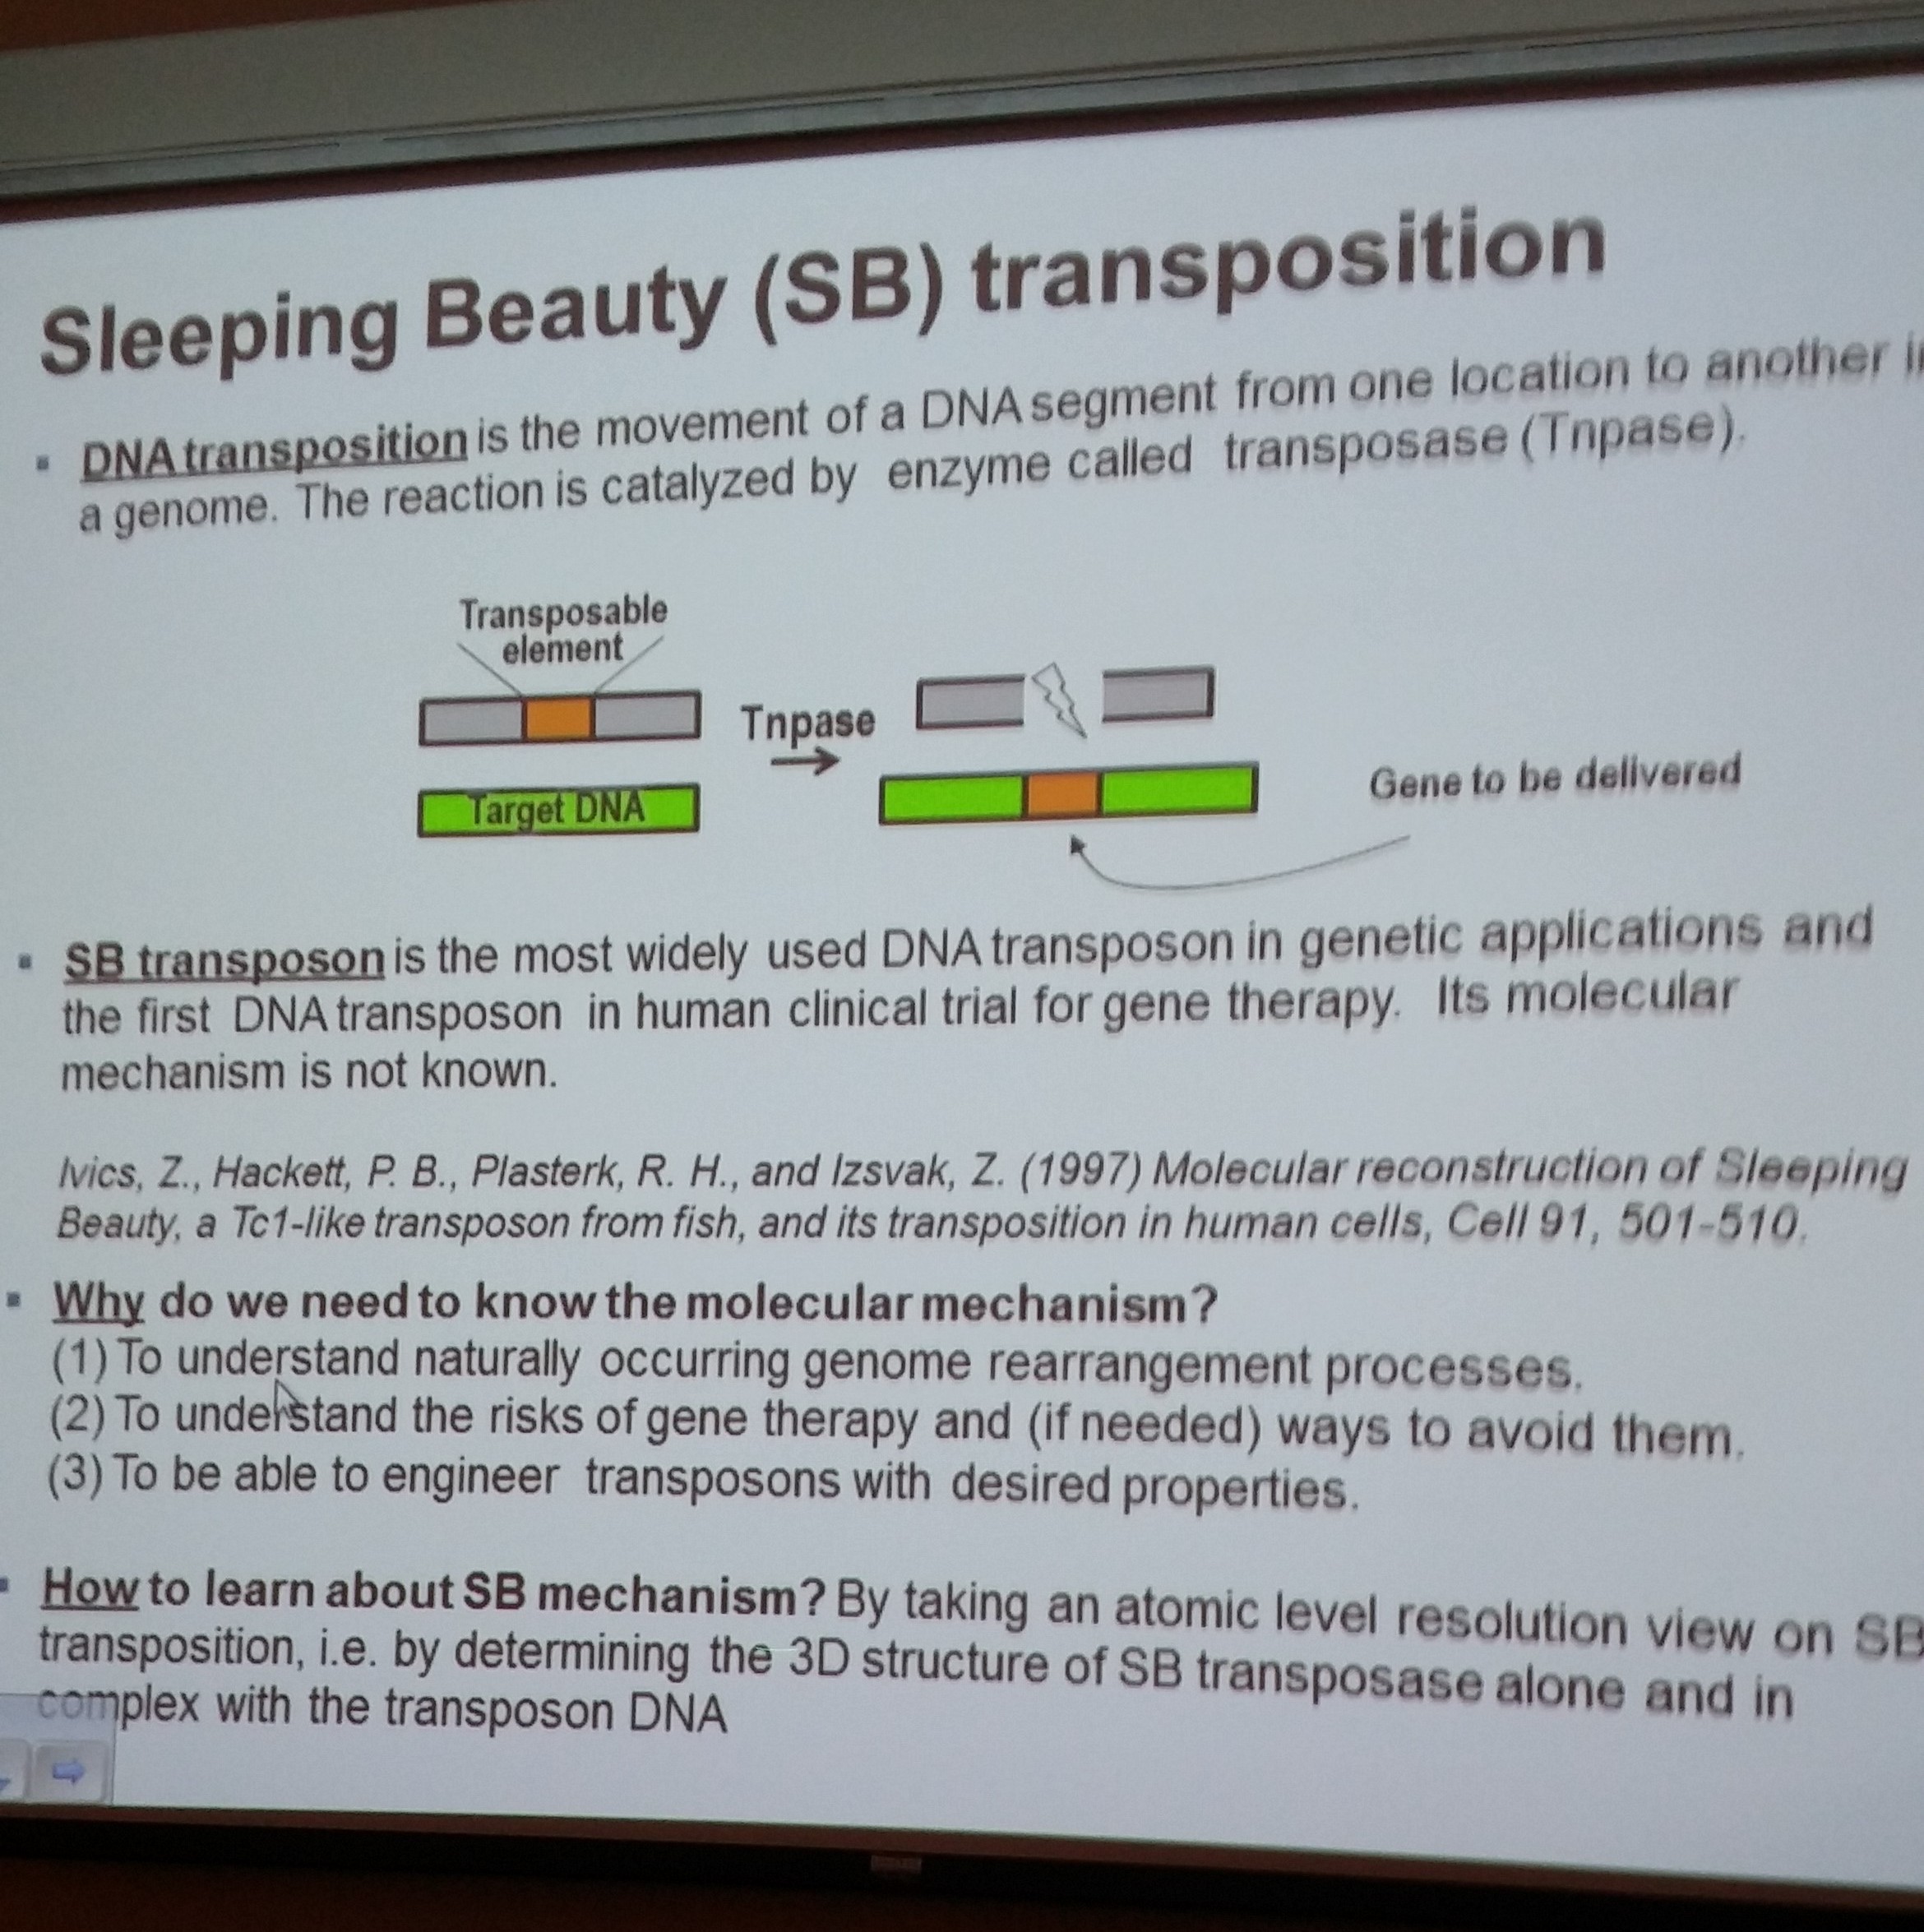 Sleeping Beauty (SB) transposition
DNA transposition is the movement of a DNA segment from one location to another in
a genome. The reaction is catalyzed by enzyme called transposase (Tnpase).
Transposable
element
Tnpase
Target DNA
Gene to be delivered
SB transposon is the most widely used DNA transposon in genetic applications and
the first DNA transposon in human clinical trial for gene therapy. Its molecular
mechanism is not known.
Ivics, Z., Hackett, P. B., Plasterk, R. H., and Izsvak, Z. (1997) Molecular reconstruction of Sleeping
Beauty, a Tc1-like transposon from fish, and its transposition in human cells, Cell 91, 501-510.
Why do we need to know the molecular mechanism?
(1) To understand naturally occurring genome rearrangement processes.
(2) To understand the risks of gene therapy and (if needed) ways to avoid them.
(3) To be able to engineer transposons with desired properties.
How to learn about SB mechanism? By taking an atomic level resolution view on SB
transposition, i.e. by determining the 3D structure of SB transposase alone and in
complex with the transposon DNA